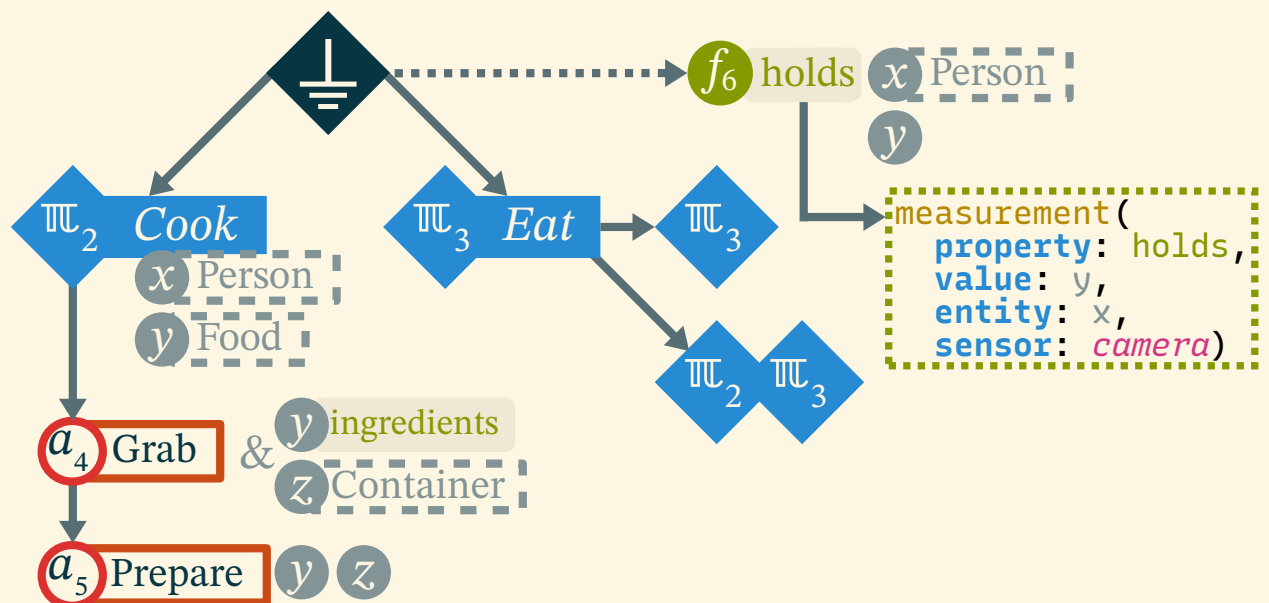 f₆ holds x Person
y
ℼ₂ Cook
x Person
y Food
ℼ₃ Eat
ℼ₃
ℼ₂ ℼ₃
measurement(
property: holds,
value: y,
entity: x,
sensor: camera)
a₄ Grab & y ingredients
z Container
a₅ Prepare y z